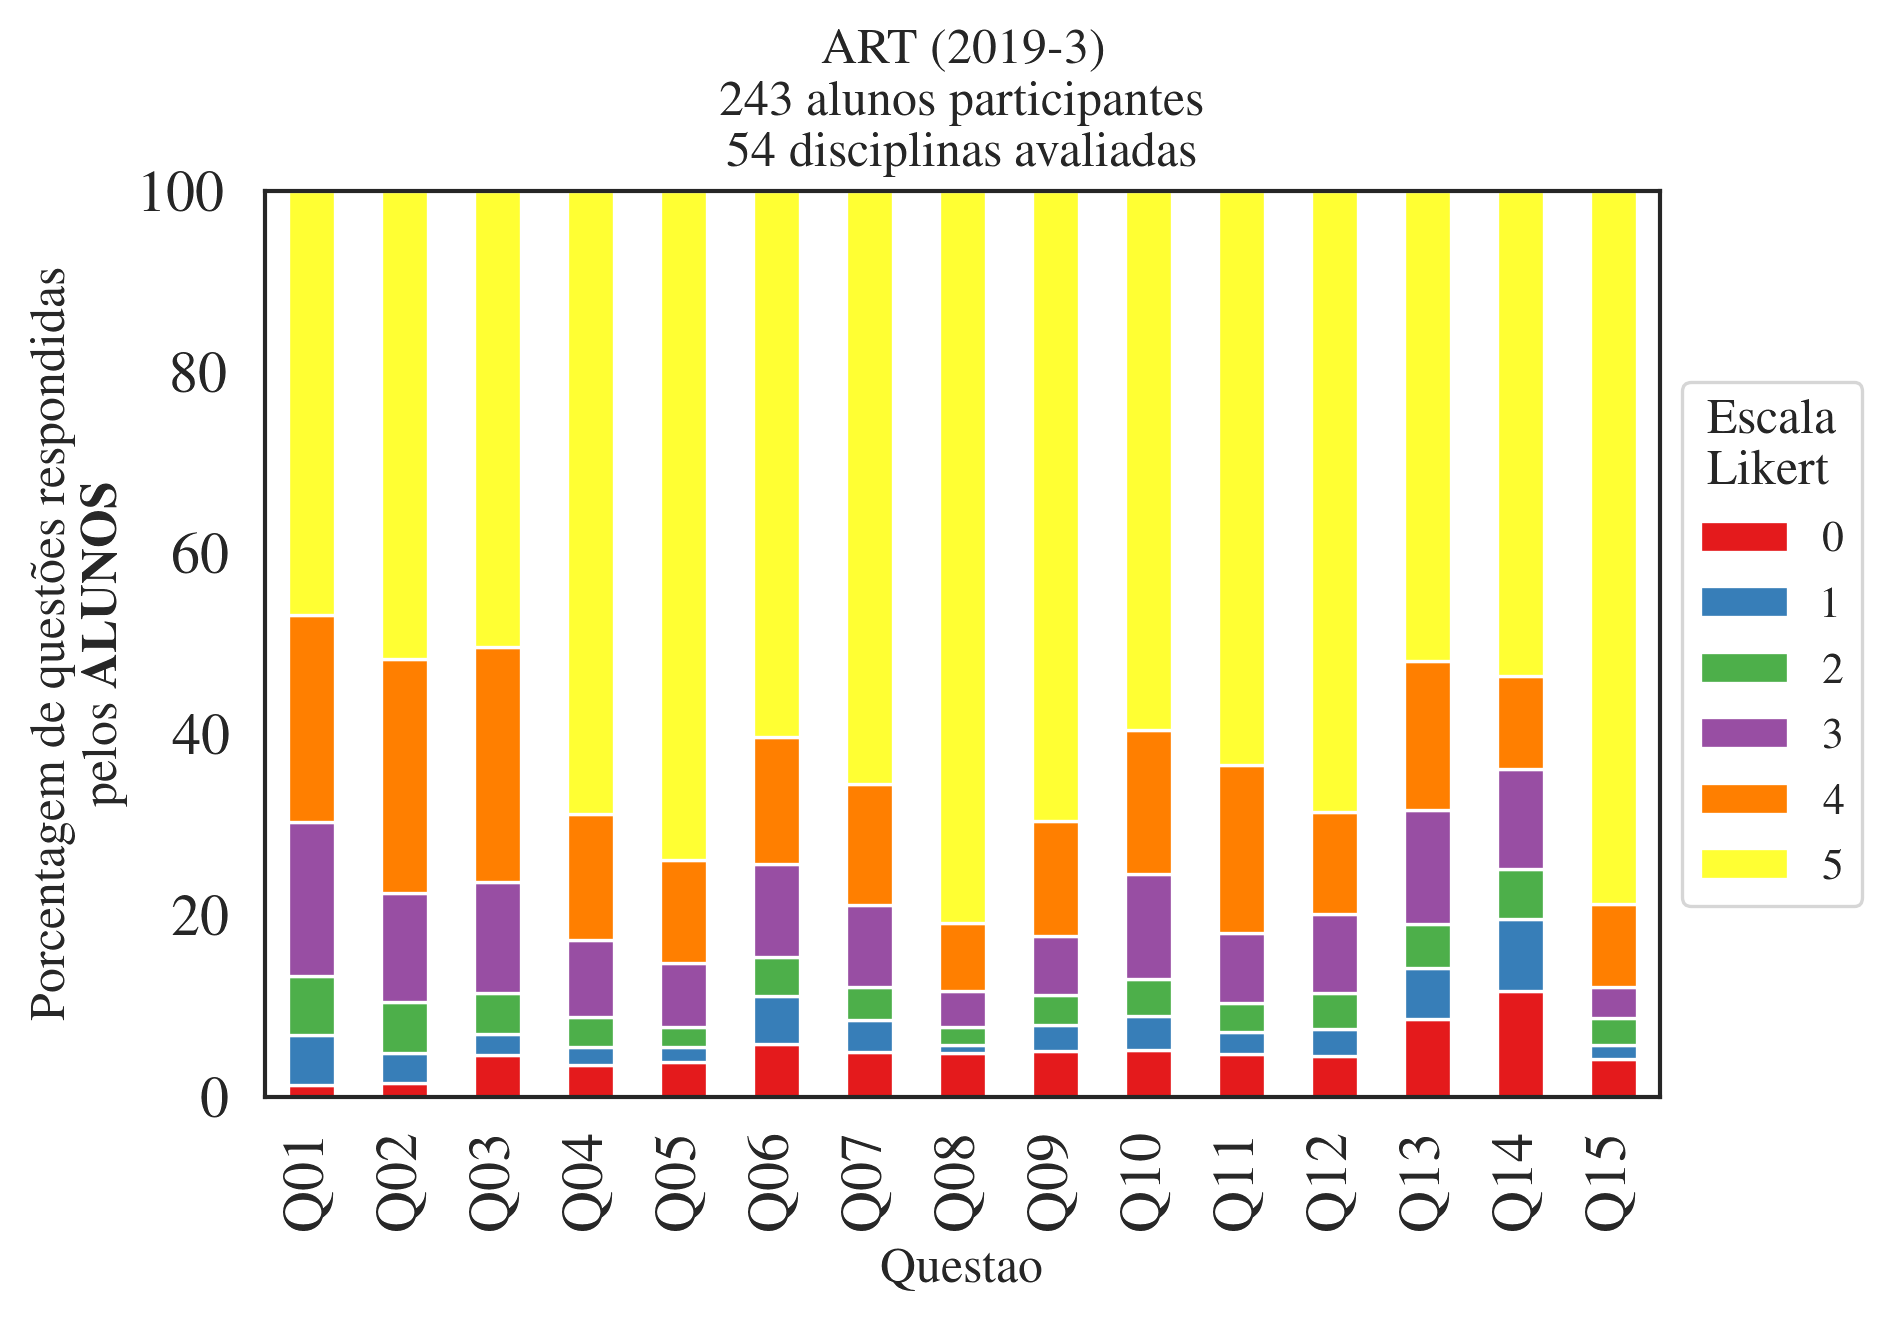 ART (2019-3)
243 alunos participantes
54 disciplinas avaliadas
Porcentagem de questões respondidas
pelos ALUNOS
100
80
60
40
20
0
Q01
Q02
Q03
Q04
Q05
Q06
Q07
Q08
Q09
Q10
Q11
Q12
Q13
Q14
Q15
Questao
Escala
Likert
0
1
2
3
4
5